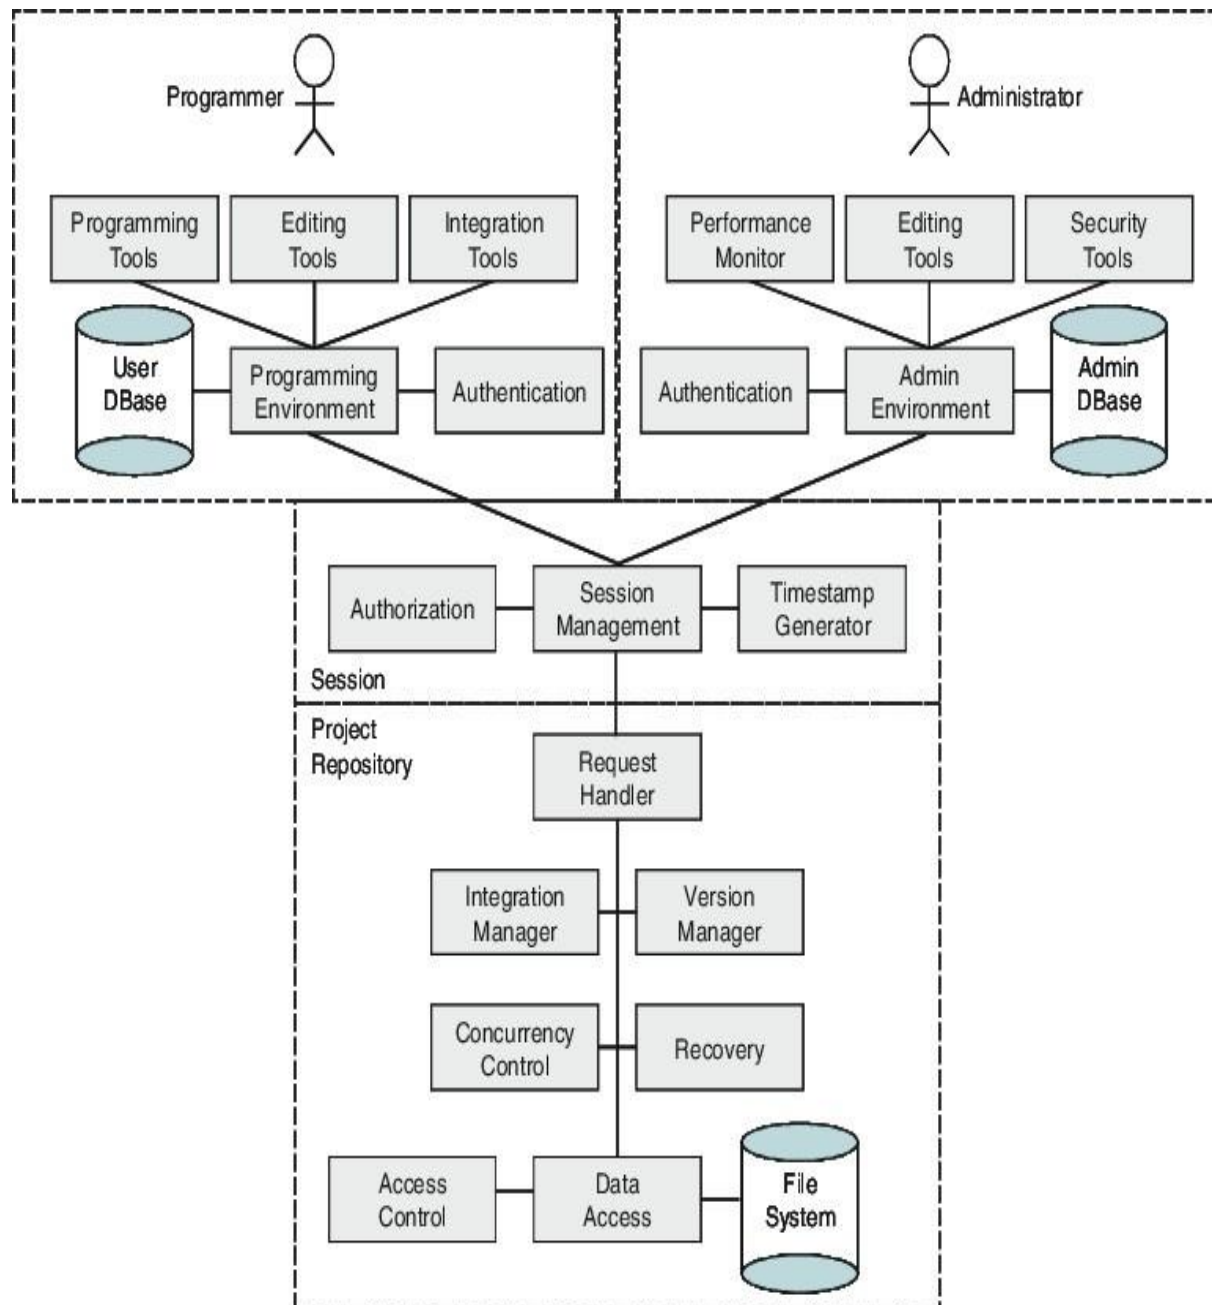 Programmer
Administrator
Programming
Tools
Editing
Tools
Integration
Tools
Performance
Monitor
Editing
Tools
Security
Tools
User
DBase
Programming
Environment
Authentication
Authentication
Admin
Environment
Admin
DBase
Authorization
Session
Management
Timestamp
Generator
Session
Project
Repository
Request
Handler
Integration
Manager
Version
Manager
Concurrency
Control
Recovery
Access
Control
Data
Access
File
System